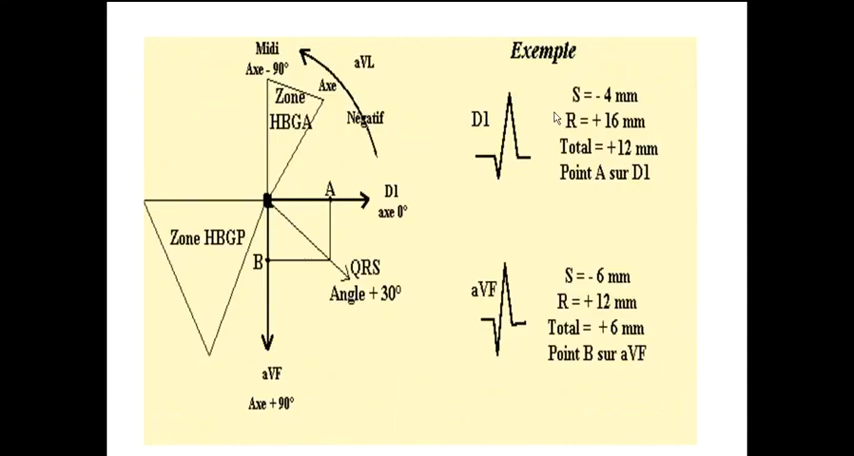 Midi
Axe - 90°
aVL
Axe
Zone
HBGA
Négatif
A
D1
axe 0°
Zone HBGP
B
QRS
Angle + 30°
aVF
Axe + 90°
Exemple
D1
S = - 4 mm
R = + 16 mm
Total = +12 mm
Point A sur D1
aVF
S = - 6 mm
R = + 12 mm
Total = +6 mm
Point B sur aVF